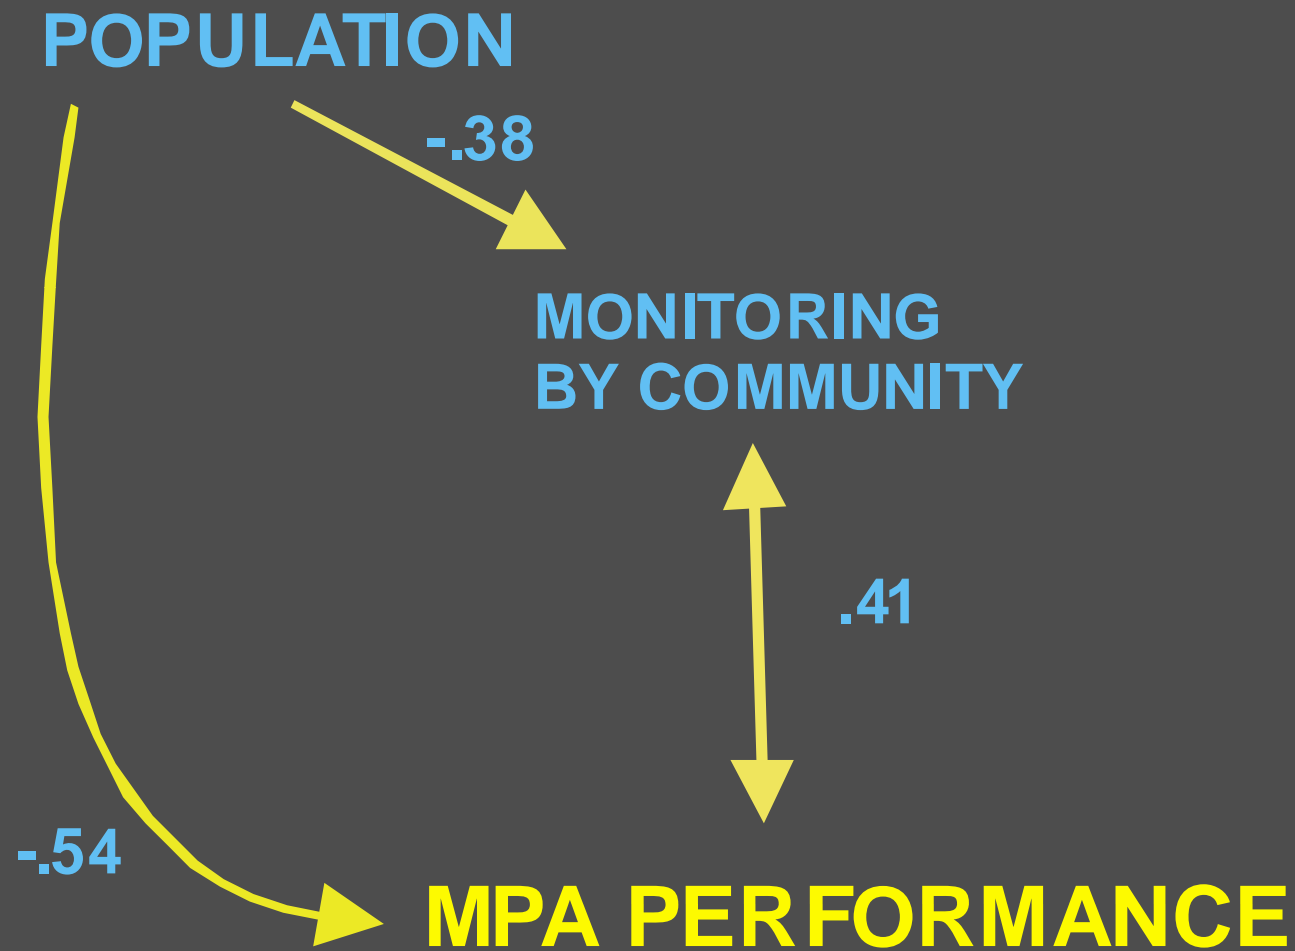 POPULATION
-.38
MONITORING
BY COMMUNITY
.41
-.54
MPA PERFORMANCE